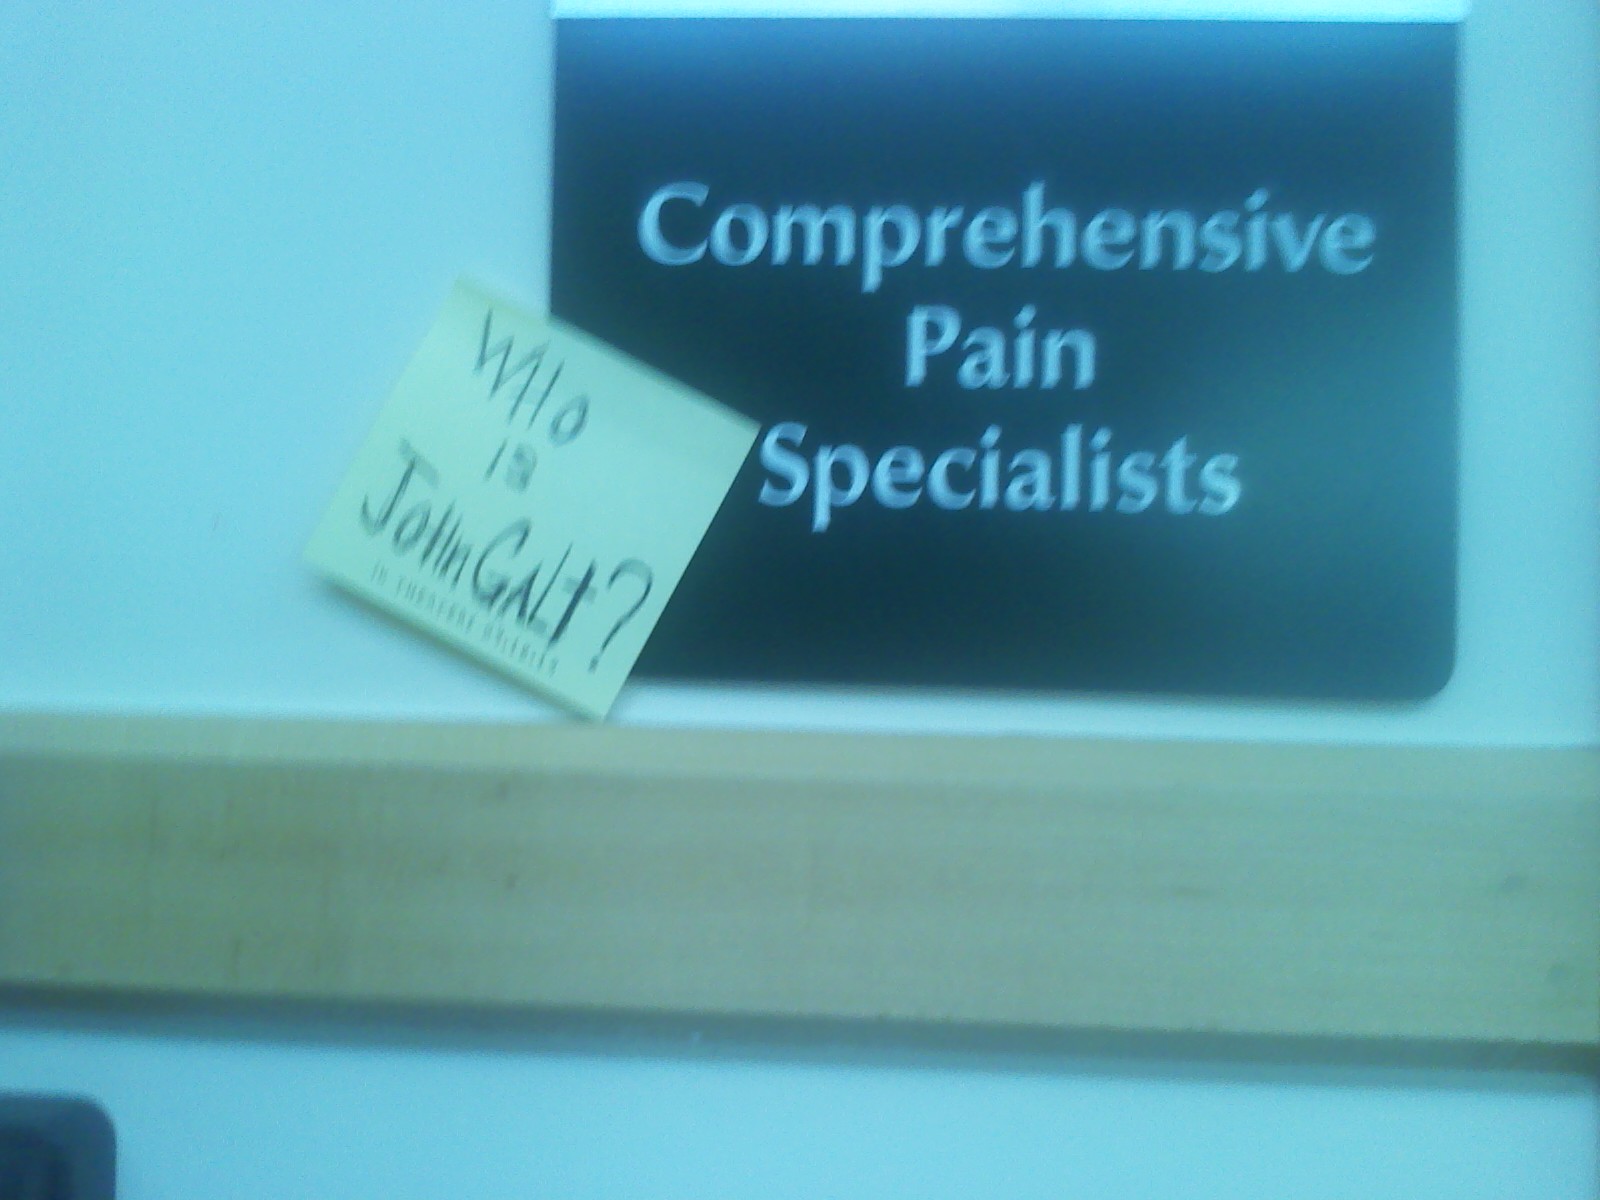 Comprehensive
Pain
Specialists
WHO
is
JOHn GALt?